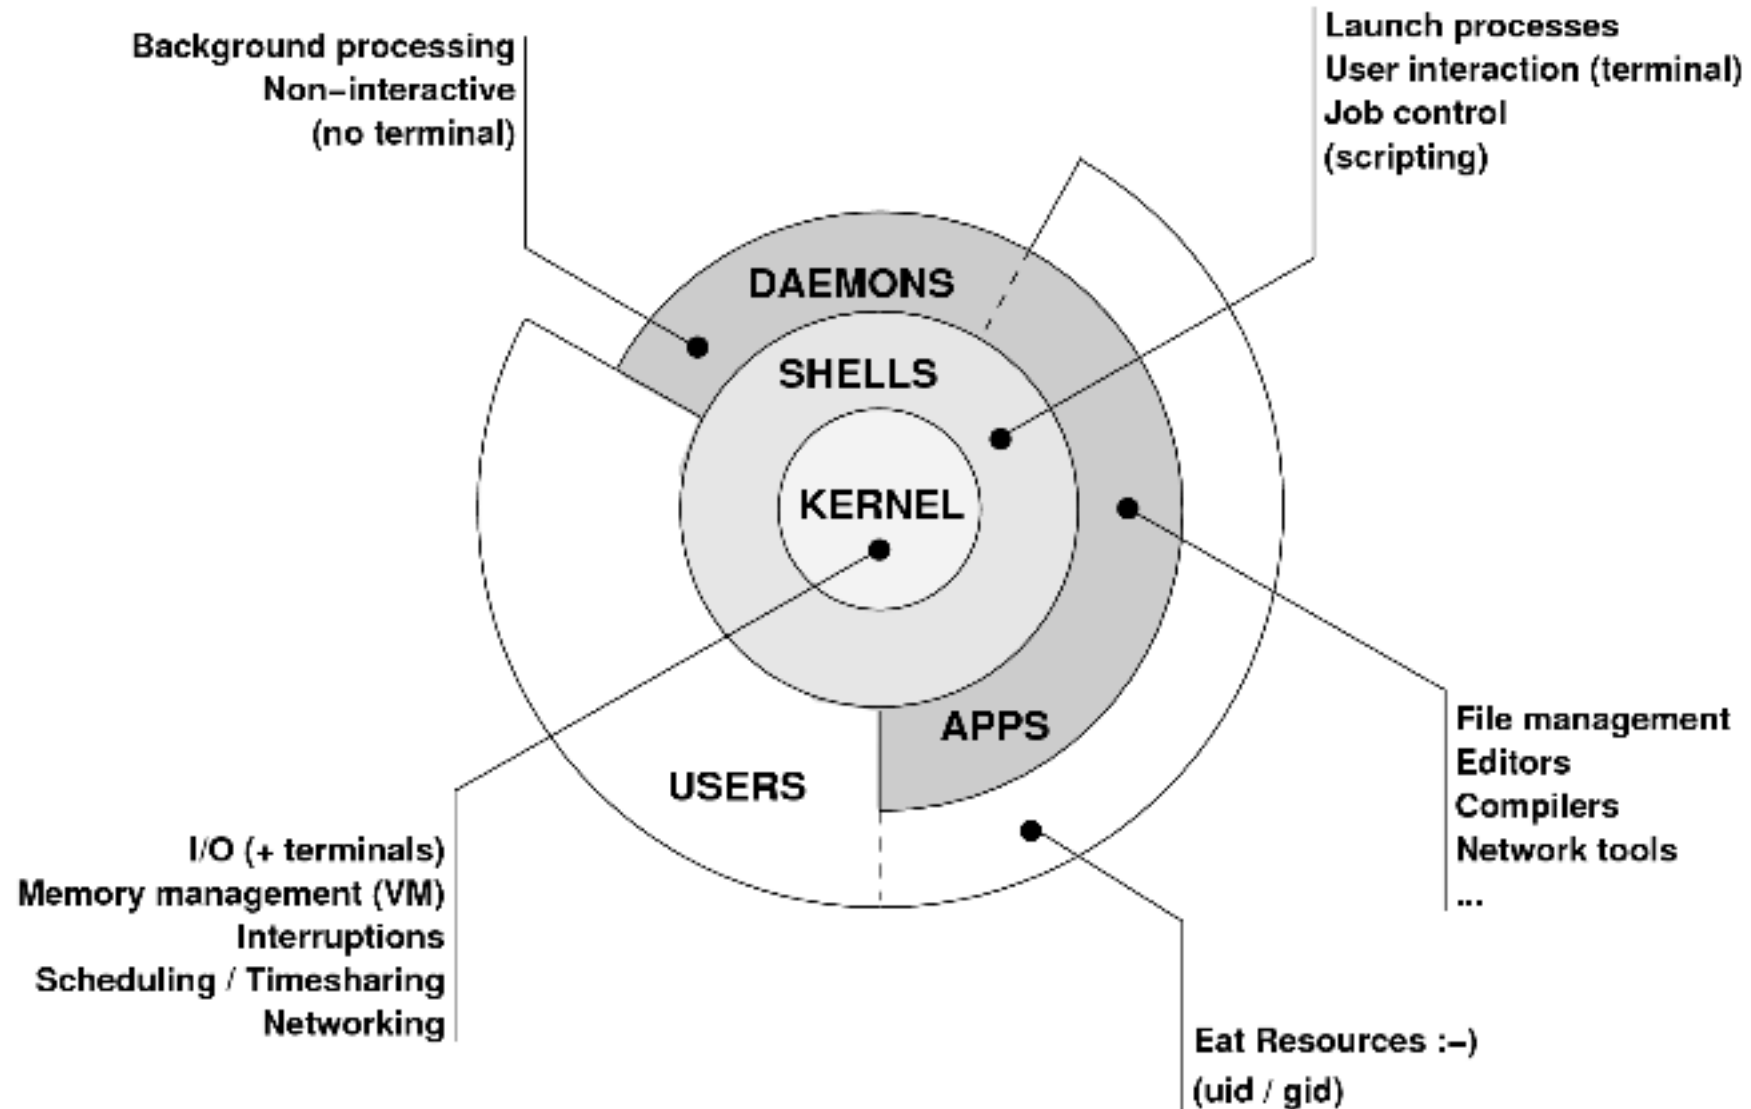 Background processing
Non-interactive
(no terminal)
Launch processes
User interaction (terminal)
Job control
(scripting)
DAEMONS
SHELLS
KERNEL
APPS
USERS
I/O (+ terminals)
Memory management (VM)
Interruptions
Scheduling / Timesharing
Networking
File management
Editors
Compilers
Network tools
...
Eat Resources :-)
(uid / gid)